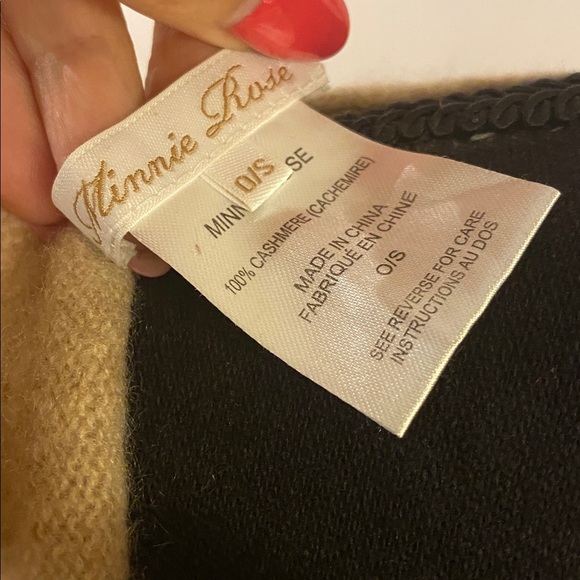 Minnie Rose
O/S
MINN SE
100% CASHMERE (CACHEMIRE)
MADE IN CHINA
FABRIQUÉ EN CHINE
O/S
SEE REVERSE FOR CARE
INSTRUCTIONS AU DOS